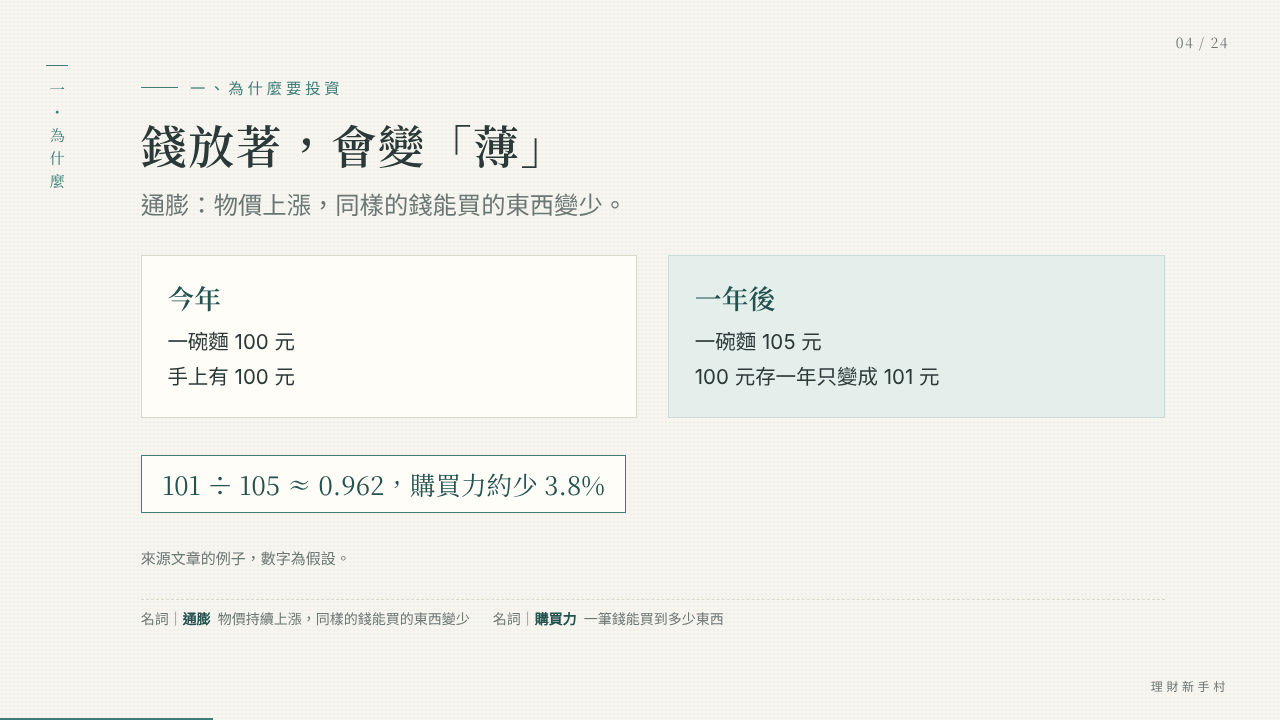 04 / 24
一・為什麼
一、為什麼要投資
錢放著，會變「薄」
通膨：物價上漲，同樣的錢能買的東西變少。
今年
一碗麵 100 元
手上有 100 元
一年後
一碗麵 105 元
100 元存一年只變成 101 元
101 ÷ 105 ≈ 0.962，購買力約少 3.8%
來源文章的例子，數字為假設。
名詞｜通膨 物價持續上漲，同樣的錢能買的東西變少 名詞｜購買力 一筆錢能買到多少東西
理財新手村